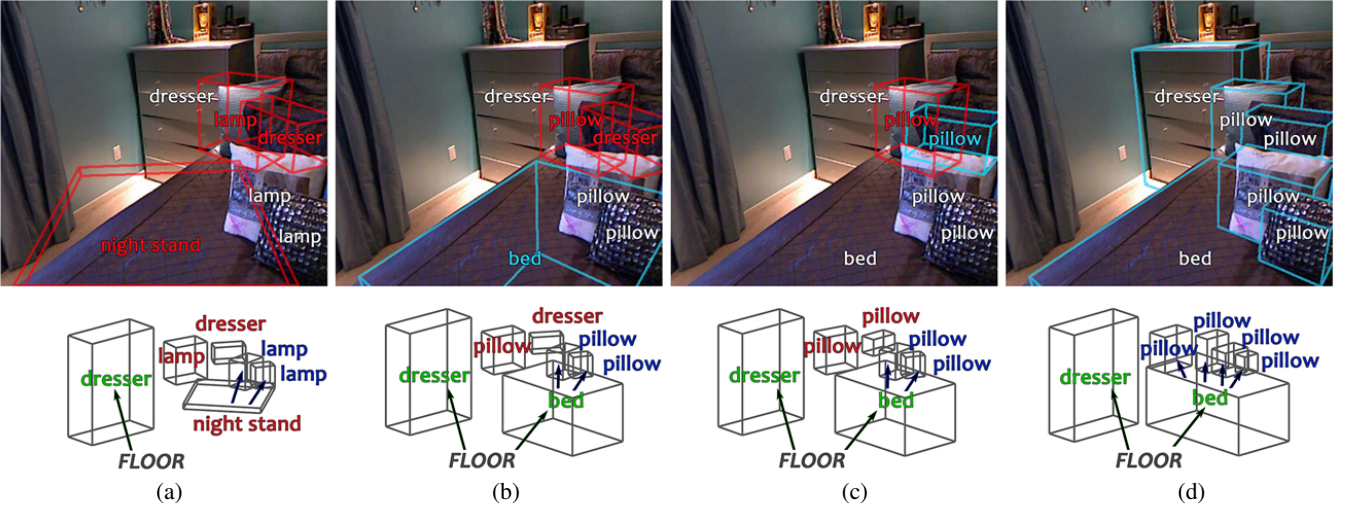 dresser
lamp
dresser
lamp
lamp
night stand
dresser
pillow
dresser
pillow
pillow
bed
dresser
pillow
pillow
pillow
pillow
bed
dresser
pillow
pillow
pillow
pillow
bed
dresser
lamp
lamp
lamp
dresser
night stand
FLOOR
dresser
pillow
pillow
pillow
dresser
bed
FLOOR
pillow
pillow
pillow
pillow
dresser
bed
FLOOR
pillow
pillow
pillow
pillow
dresser
bed
FLOOR
(a)
(b)
(c)
(d)